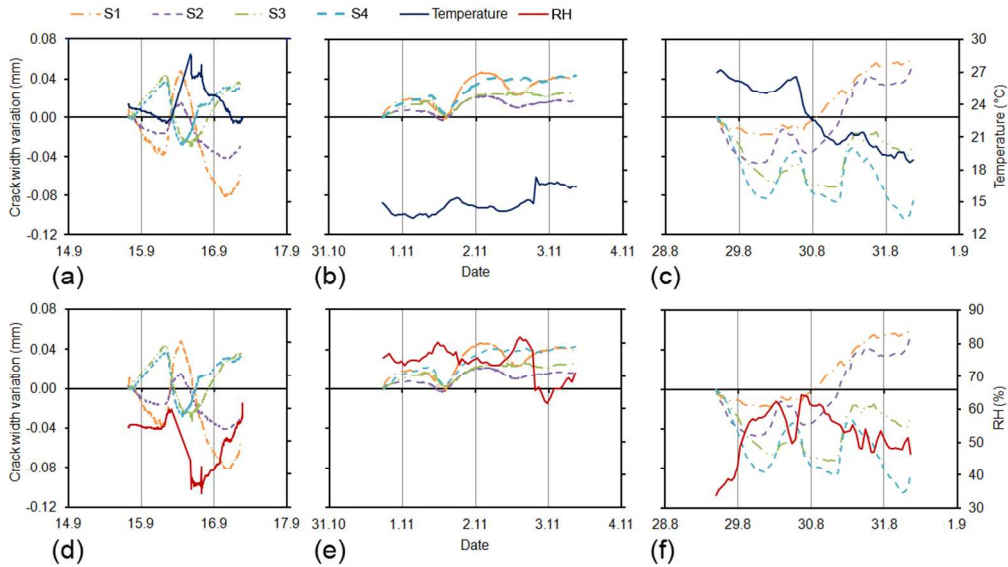 S1 S2 S3 S4 Temperature RH
0.08 30
0.04 27
0.00 24
-0.04 21
-0.08 18
-0.12 15
12
Crackwidth variation (mm)
Temperature °C)
14.9 15.9 16.9 17.9 31.10 1.11 2.11 3.11 4.11 28.8 29.8 30.8 31.8 1.9
(a) (b) Date (c)
0.08 90
0.04 80
0.00 70
-0.04 60
-0.08 50
-0.12 40
30
Crackwidth variation (mm)
RH (%)
14.9 15.9 16.9 17.9 31.10 1.11 2.11 3.11 4.11 28.8 29.8 30.8 31.8 1.9
(d) (e) Date (f)